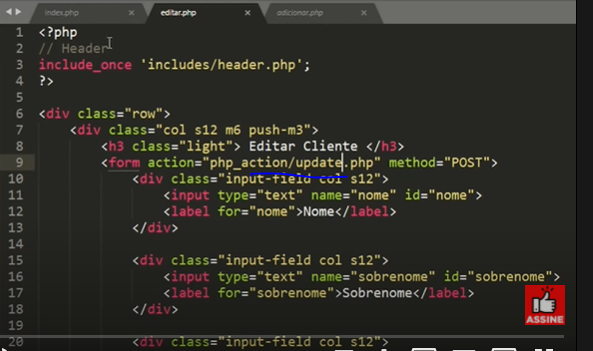 index.php
editar.php
adicionar.php
1 <?php
2 // Header
3 include_once 'includes/header.php';
4 ?>
5
6 <div class="row">
7 <div class="col s12 m6 push-m3">
8 <h3 class="light"> Editar Cliente </h3>
9 <form action="php_action/update.php" method="POST">
10 <div class="input-field col s12">
11 <input type="text" name="nome" id="nome">
12 <label for="nome">Nome</label>
13 </div>
14
15 <div class="input-field col s12">
16 <input type="text" name="sobrenome" id="sobrenome">
17 <label for="sobrenome">Sobrenome</label>
18 </div>
19
20 <div class="input-field col s12">
ASSINE